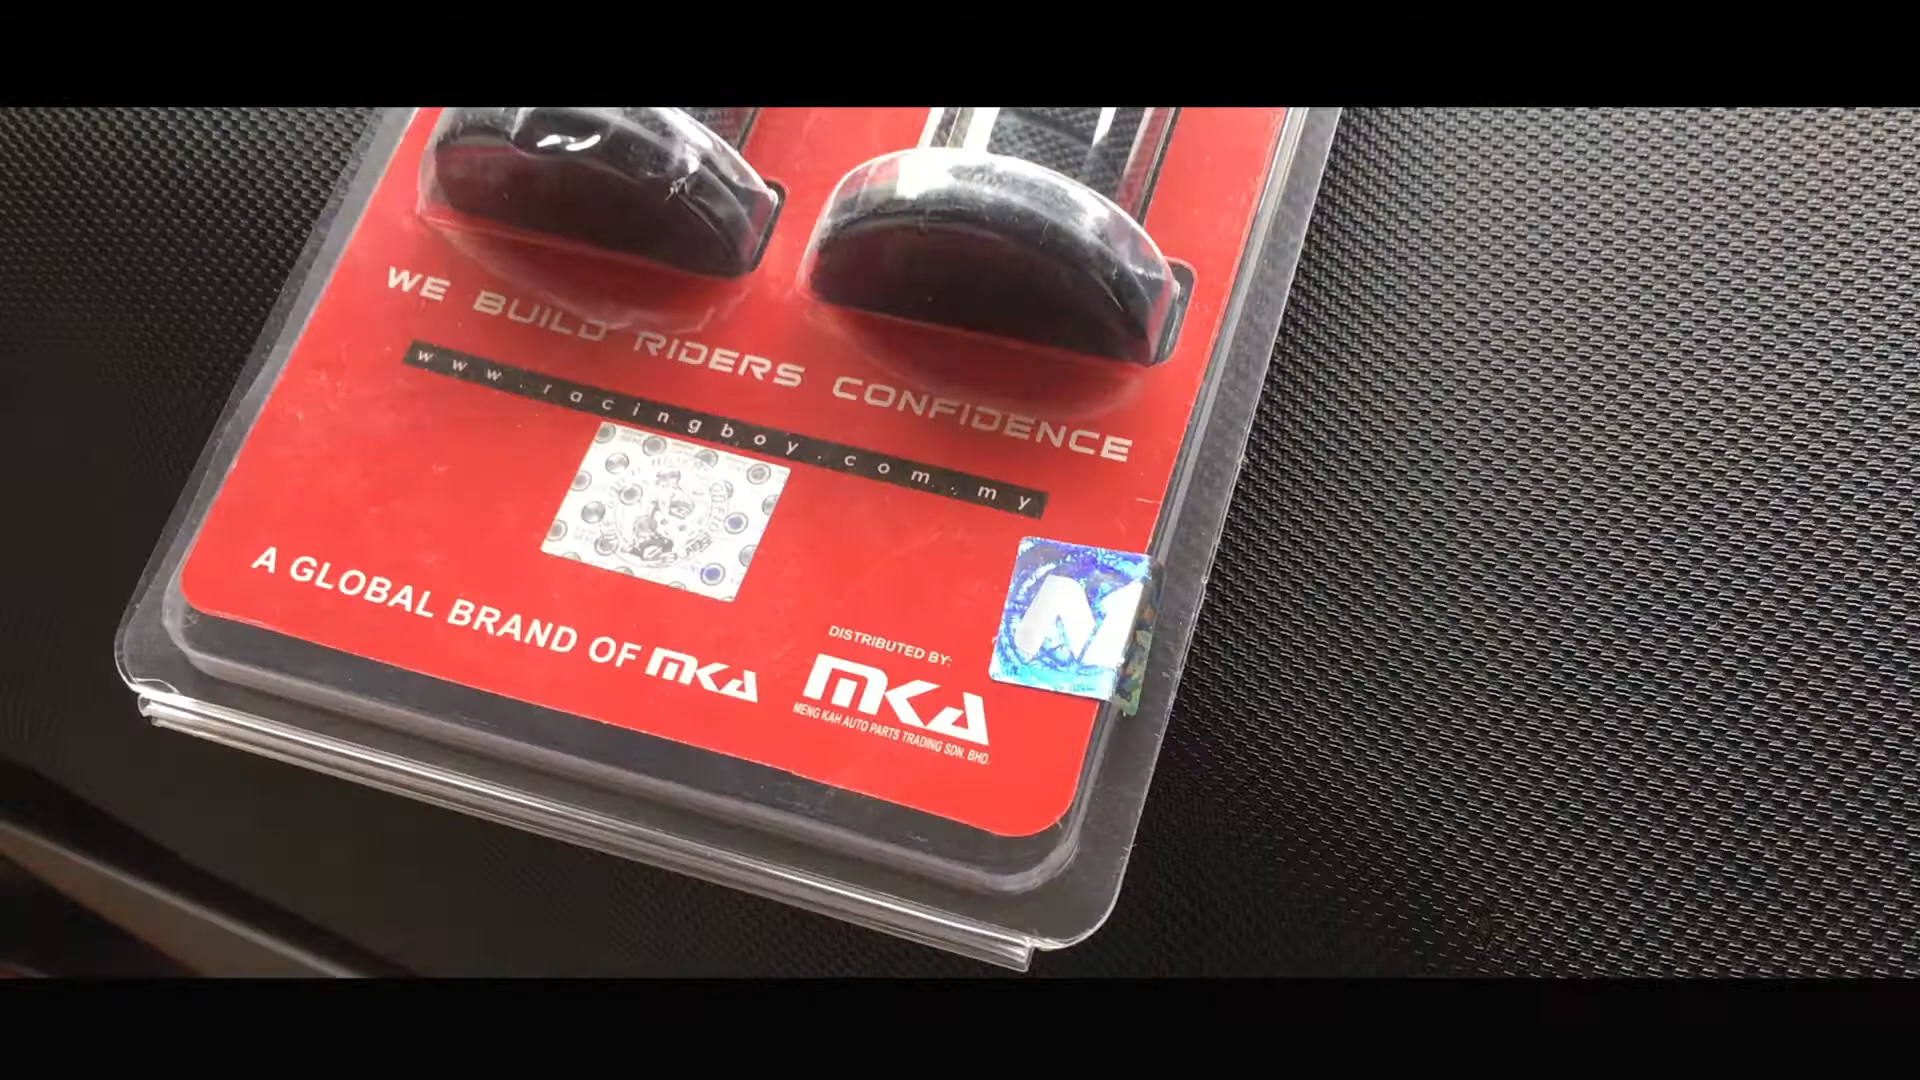 WE BUILD RIDERS CONFIDENCE
www.racingboy.com.my
A GLOBAL BRAND OF MKA
DISTRIBUTED BY:
MKA
MENG KAH AUTO PARTS TRADING SDN. BHD.